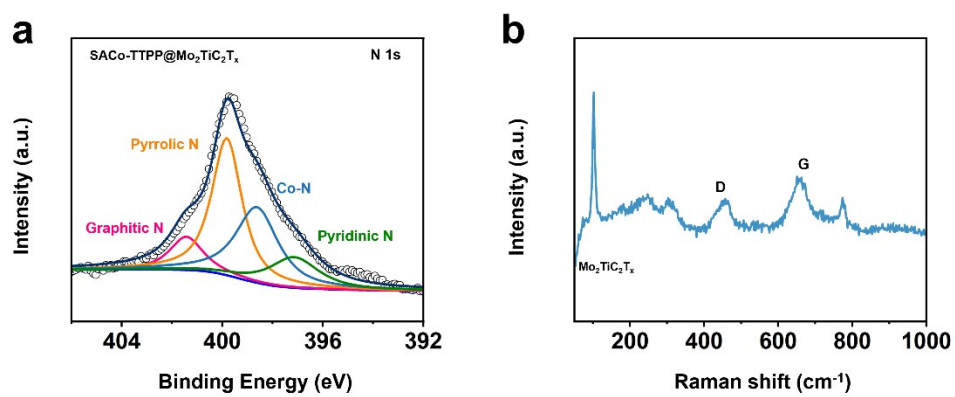 a
SACo-TTPP@Mo₂TiC₂Tₓ
N 1s
Pyrrolic N
Co-N
Graphitic N
Pyridinic N
Intensity (a.u.)
404 400 396 392
Binding Energy (eV)
b
D
G
Mo₂TiC₂Tₓ
Intensity (a.u.)
200 400 600 800 1000
Raman shift (cm⁻¹)